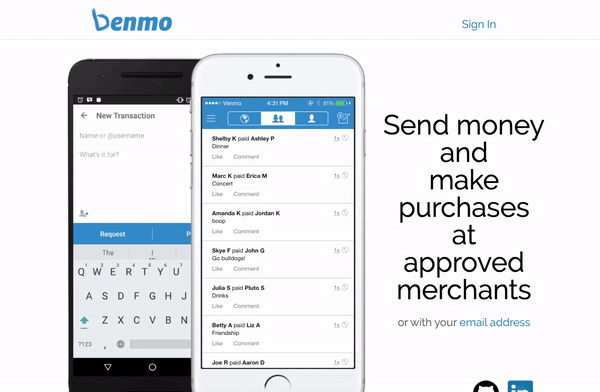 benmo
Sign In
New Transaction
Name or @username
What's it for?
Request
P
The
I
Q W E R T Y U
A S D F G H J
Z X C V B N M
?123 ,
Venmo 4:31 PM 81%
Shelby K paid Ashley P 1s
Dinner
Like Comment
Marc K paid Erica M 1s
Concert
Like Comment
Amanda K paid Jordan K 1s
boop
Like Comment
Skye F paid John G 1s
Go bulldogs!
Like Comment
Julia S paid Pluto S 1s
Drinks
Like Comment
Betty A paid Liz A 1s
Friendship
Like Comment
Joe R paid Aaron D 1s
Send money
and
make
purchases
at
approved
merchants
or with your email address
in